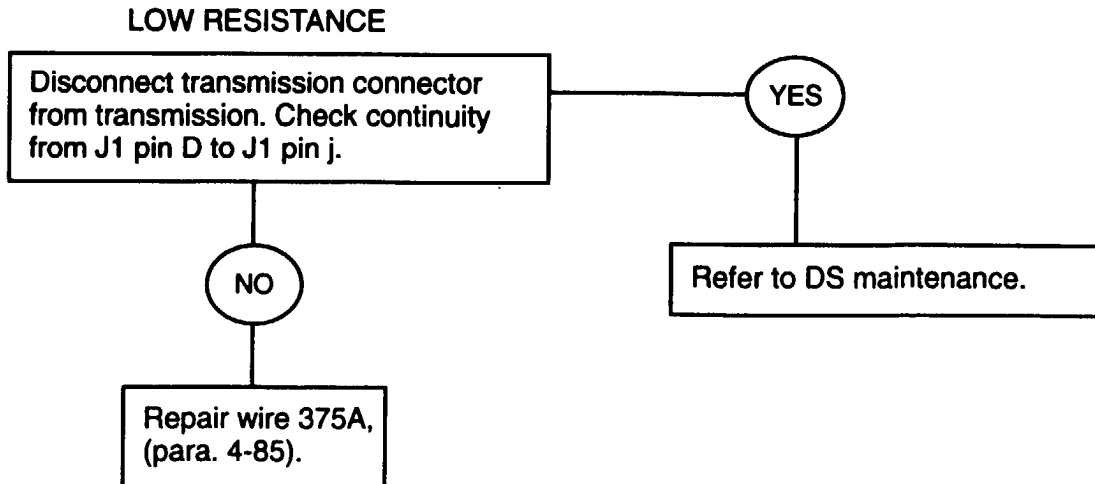 LOW RESISTANCE
Disconnect transmission connector
from transmission. Check continuity
from J1 pin D to J1 pin j.
YES
NO
Refer to DS maintenance.
Repair wire 375A,
(para. 4-85).